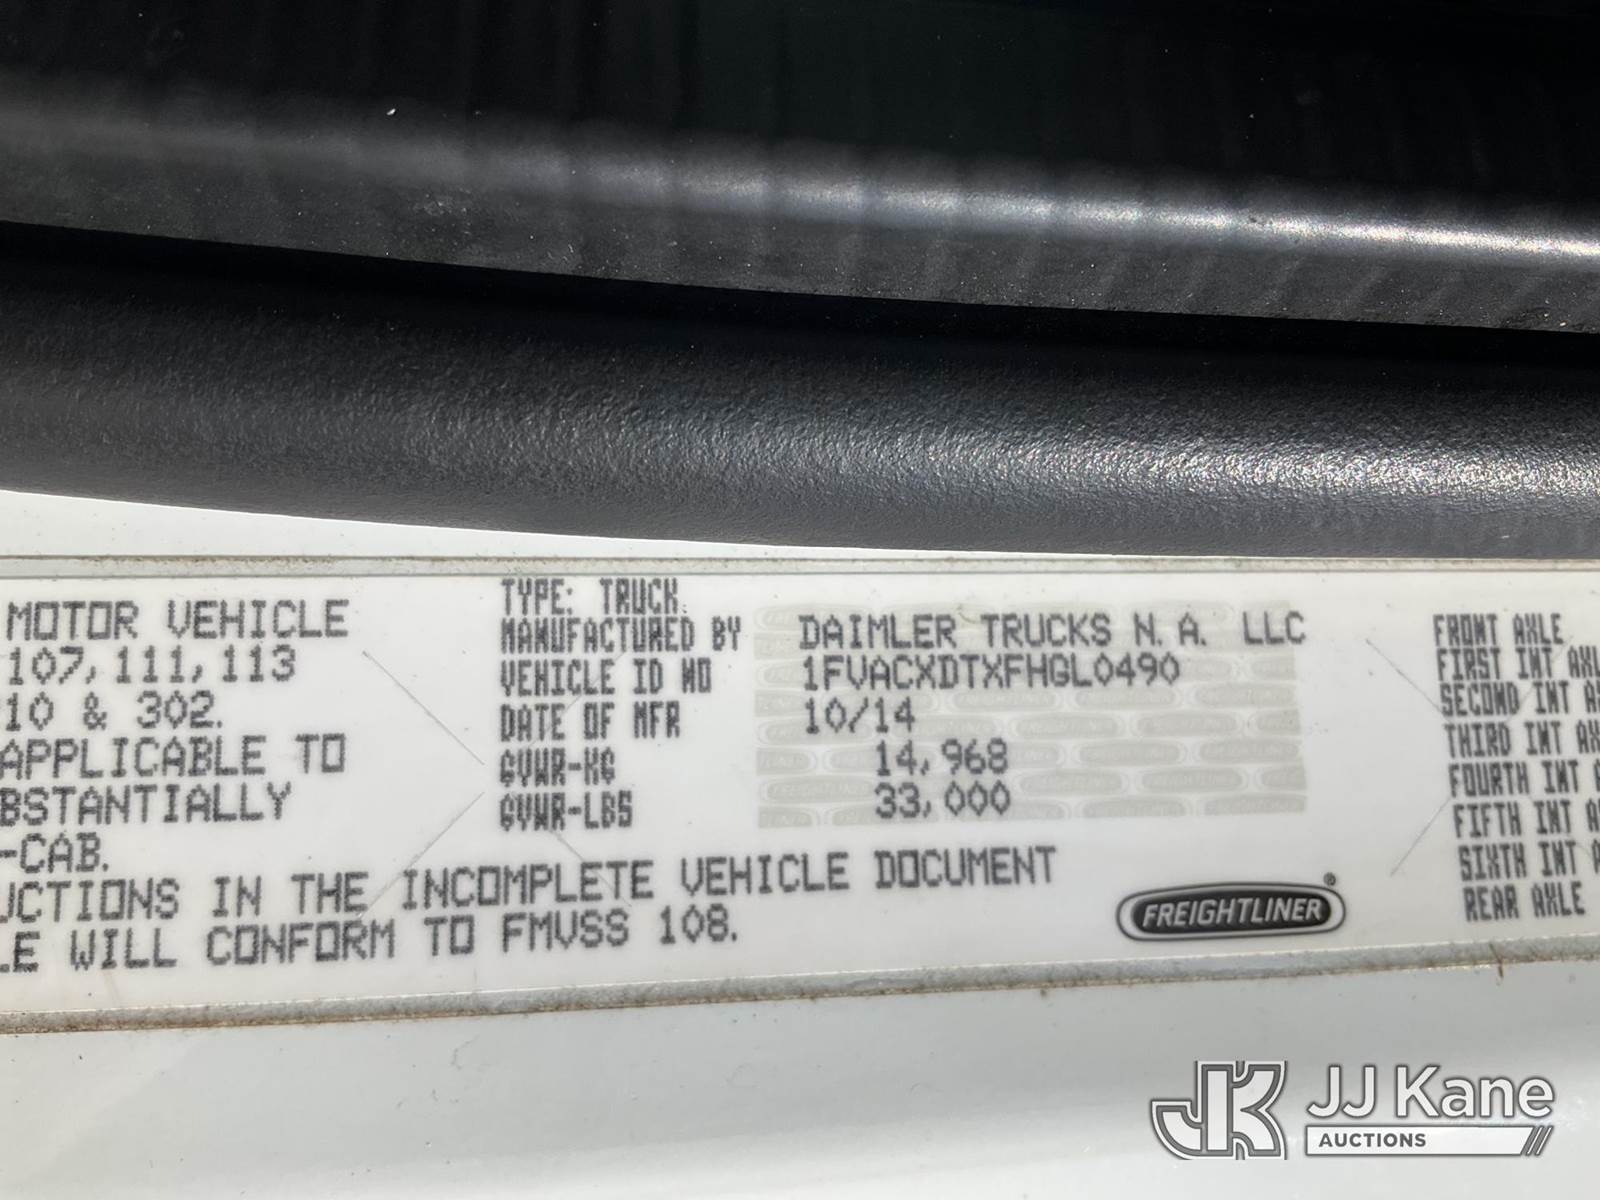 MOTOR VEHICLE
107, 111, 113
10 & 302.
APPLICABLE TO
BSTANTIALLY
-CAB.
UCTIONS IN THE INCOMPLETE VEHICLE DOCUMENT
LE WILL CONFORM TO FMVSS 108.
TYPE: TRUCK
MANUFACTURED BY DAIMLER TRUCKS N. A. LLC
VEHICLE ID NO 1FVACXDTXFHGL0490
DATE OF MFR 10/14
GVWR-KG 14,968
GVWR-LBS 33,000
FREIGHTLINER®
FRONT AXLE
FIRST INT AXL
SECOND INT AX
THIRD INT AX
FOURTH INT A
FIFTH INT A
SIXTH INT A
REAR AXLE
JK JJ Kane
AUCTIONS